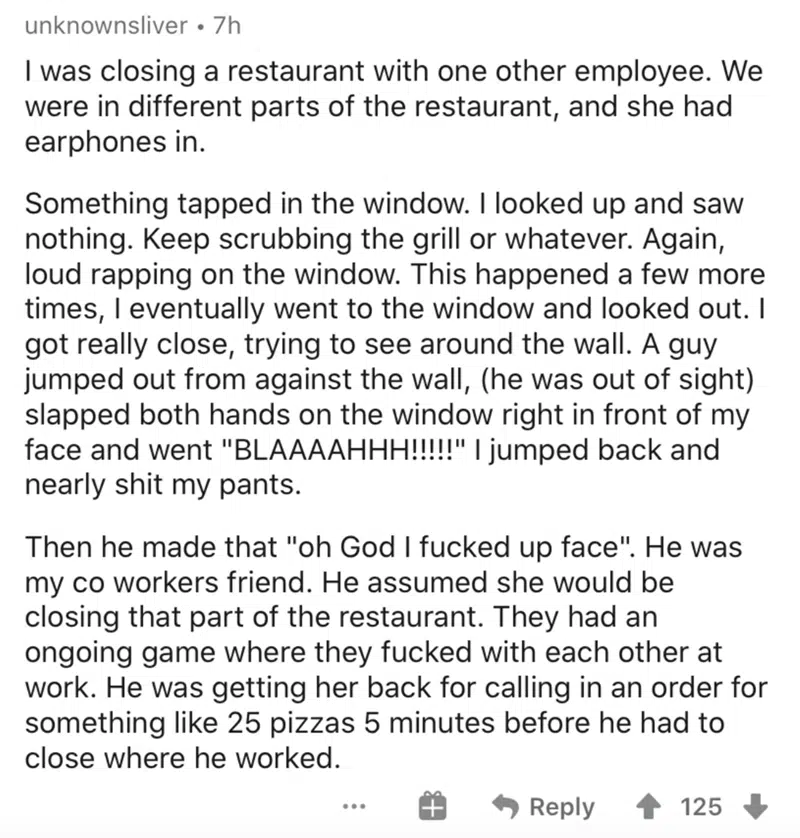 unknownsliver • 7h
I was closing a restaurant with one other employee. We
were in different parts of the restaurant, and she had
earphones in.
Something tapped in the window. I looked up and saw
nothing. Keep scrubbing the grill or whatever. Again,
loud rapping on the window. This happened a few more
times, I eventually went to the window and looked out. I
got really close, trying to see around the wall. A guy
jumped out from against the wall, (he was out of sight)
slapped both hands on the window right in front of my
face and went "BLAAAAHHH!!!!!" I jumped back and
nearly shit my pants.
Then he made that "oh God I fucked up face". He was
my co workers friend. He assumed she would be
closing that part of the restaurant. They had an
ongoing game where they fucked with each other at
work. He was getting her back for calling in an order for
something like 25 pizzas 5 minutes before he had to
close where he worked.
... Reply 125